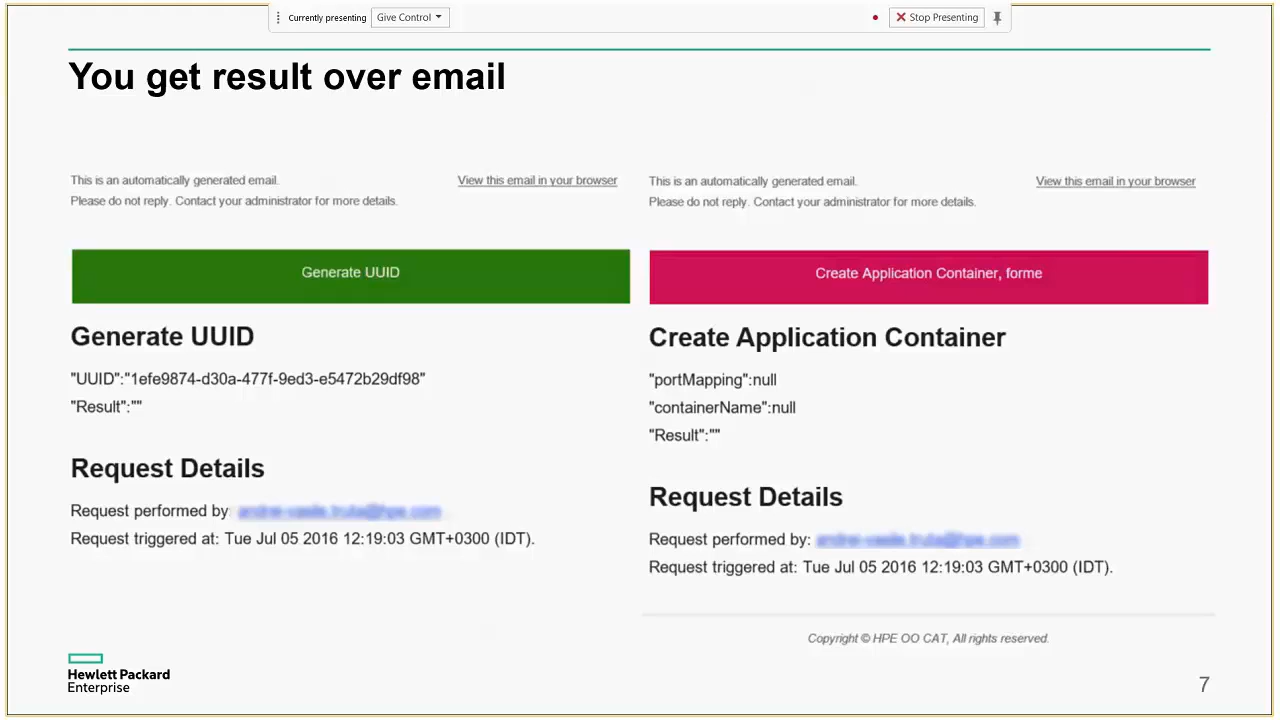 Currently presenting Give Control Stop Presenting
You get result over email
This is an automatically generated email. View this email in your browser
Please do not reply. Contact your administrator for more details.
Generate UUID
Generate UUID
"UUID":"1efe9874-d30a-477f-9ed3-e5472b29df98"
"Result":""
Request Details
Request performed by:
Request triggered at: Tue Jul 05 2016 12:19:03 GMT+0300 (IDT).
This is an automatically generated email. View this email in your browser
Please do not reply. Contact your administrator for more details.
Create Application Container, forme
Create Application Container
"portMapping":null
"containerName":null
"Result":""
Request Details
Request performed by:
Request triggered at: Tue Jul 05 2016 12:19:03 GMT+0300 (IDT).
Copyright © HPE OO CAT, All rights reserved.
Hewlett Packard
Enterprise
7